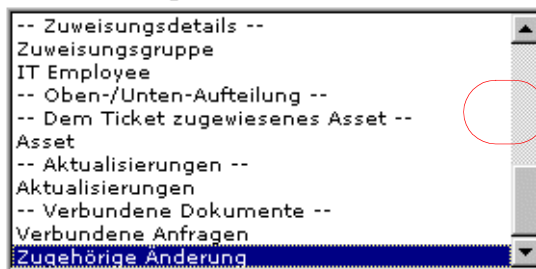 -- Zuweisungsdetails --
Zuweisungsgruppe
IT Employee
-- Oben-/Unten-Aufteilung --
-- Dem Ticket zugewiesenes Asset --
Asset
-- Aktualisierungen --
Aktualisierungen
-- Verbundene Dokumente --
Verbundene Anfragen
Zugehörige Änderung